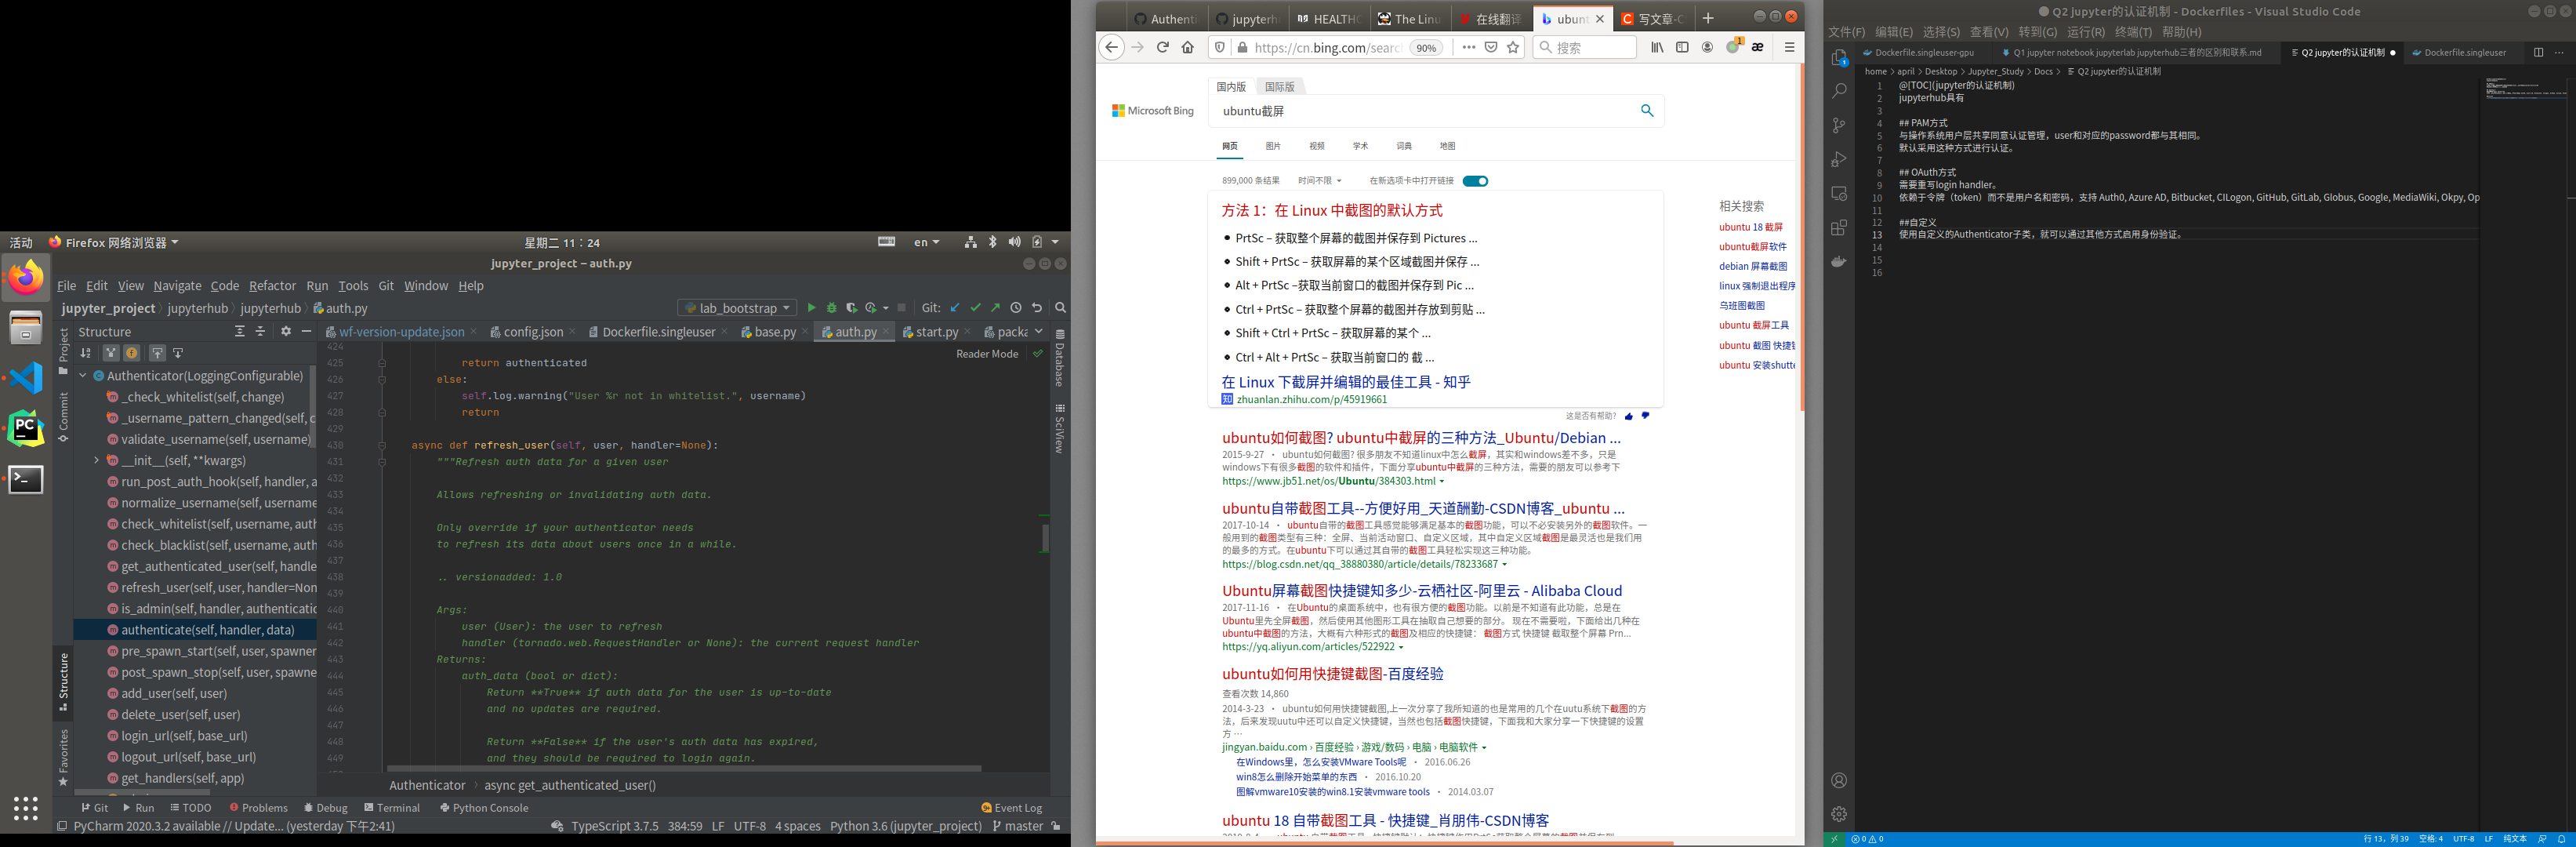 活动
Firefox 网络浏览器
星期二 11：24
en
jupyter_project – auth.py
File Edit View Navigate Code Refactor Run Tools Git Window Help
jupyter_project jupyterhub jupyterhub auth.py
lab_bootstrap
Git:
Structure
wf-version-update.json
config.json
Dockerfile.singleuser
base.py
auth.py
start.py
packa
Project
Commit
Structure
Favorites
Authenticator(LoggingConfigurable)
_check_whitelist(self, change)
_username_pattern_changed(self, c
validate_username(self, username)
__init__(self, **kwargs)
run_post_auth_hook(self, handler, a
normalize_username(self, username
check_whitelist(self, username, auth
check_blacklist(self, username, auth
get_authenticated_user(self, handle
refresh_user(self, user, handler=Non
is_admin(self, handler, authenticatic
authenticate(self, handler, data)
pre_spawn_start(self, user, spawner
post_spawn_stop(self, user, spawne
add_user(self, user)
delete_user(self, user)
login_url(self, base_url)
logout_url(self, base_url)
get_handlers(self, app)
Reader Mode
Database
SciView
424
425 return authenticated
426 else:
427 self.log.warning("User %r not in whitelist.", username)
428 return
429
430 async def refresh_user(self, user, handler=None):
431 """Refresh auth data for a given user
432
433 Allows refreshing or invalidating auth data.
434
435 Only override if your authenticator needs
436 to refresh its data about users once in a while.
437
438 .. versionadded: 1.0
439
440 Args:
441 user (User): the user to refresh
442 handler (tornado.web.RequestHandler or None): the current request handler
443 Returns:
444 auth_data (bool or dict):
445 Return **True** if auth data for the user is up-to-date
446 and no updates are required.
447
448 Return **False** if the user's auth data has expired,
449 and they should be required to login again.
Authenticator async get_authenticated_user()
Git Run TODO Problems Debug Terminal Python Console
Event Log
PyCharm 2020.3.2 available // Update... (yesterday 下午2:41)
TypeScript 3.7.5 384:59 LF UTF-8 4 spaces Python 3.6 (jupyter_project) master
Authenti
jupyterh
HEALTHC
The Linu
在线翻译
ubunt
写文章-C
https://cn.bing.com/searc
90%
搜索
国内版 国际版
Microsoft Bing
ubuntu截屏
网页 图片 视频 学术 词典 地图
899,000 条结果 时间不限 在新选项卡中打开链接
方法 1：在 Linux 中截图的默认方式
PrtSc – 获取整个屏幕的截图并保存到 Pictures ...
Shift + PrtSc – 获取屏幕的某个区域截图并保存 ...
Alt + PrtSc –获取当前窗口的截图并保存到 Pic ...
Ctrl + PrtSc – 获取整个屏幕的截图并存放到剪贴 ...
Shift + Ctrl + PrtSc – 获取屏幕的某个 ...
Ctrl + Alt + PrtSc – 获取当前窗口的 截 ...
在 Linux 下截屏并编辑的最佳工具 - 知乎
zhuanlan.zhihu.com/p/45919661
这是否有帮助?
ubuntu如何截图? ubuntu中截屏的三种方法_Ubuntu/Debian ...
2015-9-27 · ubuntu如何截图? 很多朋友不知道linux中怎么截屏，其实和windows差不多，只是
windows下有很多截图的软件和插件，下面分享ubuntu中截屏的三种方法，需要的朋友可以参考下
https://www.jb51.net/os/Ubuntu/384303.html
ubuntu自带截图工具--方便好用_天道酬勤-CSDN博客_ubuntu ...
2017-10-14 · ubuntu自带的截图工具感觉能够满足基本的截图功能，可以不必安装另外的截图软件。一
般用到的截图类型有三种：全屏、当前活动窗口、自定义区域，其中自定义区域截图是最灵活也是我们用
的最多的方式。在ubuntu下可以通过其自带的截图工具轻松实现这三种功能。
https://blog.csdn.net/qq_38880380/article/details/78233687
Ubuntu屏幕截图快捷键知多少-云栖社区-阿里云 - Alibaba Cloud
2017-11-16 · 在Ubuntu的桌面系统中，也有很方便的截图功能。以前是不知道有此功能，总是在
Ubuntu里先全屏截图，然后使用其他图形工具在抽取自己想要的部分。 现在不需要啦，下面给出几种在
ubuntu中截图的方法，大概有六种形式的截图及相应的快捷键： 截图方式 快捷键 截取整个屏幕 Prn...
https://yq.aliyun.com/articles/522922
ubuntu如何用快捷键截图-百度经验
查看次数 14,860
2014-3-23 · ubuntu如何用快捷键截图,上一次分享了我所知道的也是常用的几个在uutu系统下截图的方
法，后来发现uutu中还可以自定义快捷键，当然也包括截图快捷键，下面我和大家分享一下快捷键的设置
方 …
jingyan.baidu.com › 百度经验 › 游戏/数码 › 电脑 › 电脑软件
在Windows里，怎么安装VMware Tools呢 · 2016.06.26
win8怎么删除开始菜单的东西 · 2016.10.20
图解vmware10安装的win8.1安装vmware tools · 2014.03.07
ubuntu 18 自带截图工具 - 快捷键_肖朋伟-CSDN博客
相关搜索
ubuntu 18 截屏
ubuntu截屏软件
debian 屏幕截图
linux 强制退出程序
乌班图截图
ubuntu 截屏工具
ubuntu 截图 快捷键
ubuntu 安装shutte
Q2 jupyter的认证机制 - Dockerfiles - Visual Studio Code
文件(F) 编辑(E) 选择(S) 查看(V) 转到(G) 运行(R) 终端(T) 帮助(H)
Dockerfile.singleuser-gpu
Q1 jupyter notebook jupyterlab jupyterhub三者的区别和联系.md
Q2 jupyter的认证机制
Dockerfile.singleuser
home > april > Desktop > Jupyter_Study > Docs > Q2 jupyter的认证机制
1 @[TOC](jupyter的认证机制)
2 jupyterhub具有
3
4 ## PAM方式
5 与操作系统用户层共享同意认证管理，user和对应的password都与其相同。
6 默认采用这种方式进行认证。
7
8 ## OAuth方式
9 需要重写login handler。
10 依赖于令牌（token）而不是用户名和密码，支持 Auth0, Azure AD, Bitbucket, CILogon, GitHub, GitLab, Globus, Google, MediaWiki, Okpy, Op
11
12 ##自定义
13 使用自定义的Authenticator子类，就可以通过其他方式启用身份验证。
14
15
16
0 0
行 13，列 39 空格: 4 UTF-8 LF 纯文本